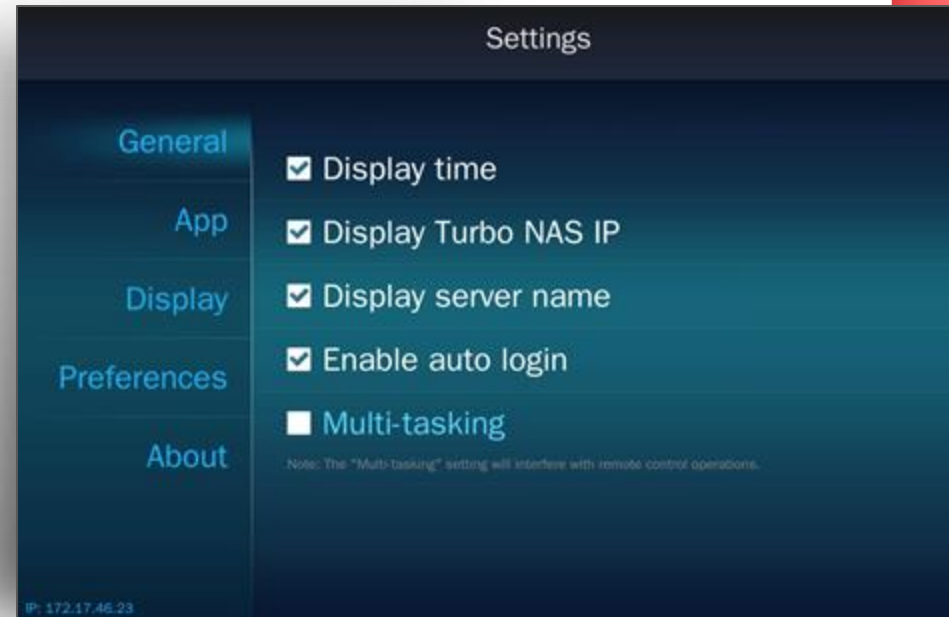 Settings
General
App
Display
Preferences
About
Display time
Display Turbo NAS IP
Display server name
Enable auto login
Multi-tasking
Note: The "Multi-tasking" setting will interfere with remote control operations.
IP: 172.17.46.23